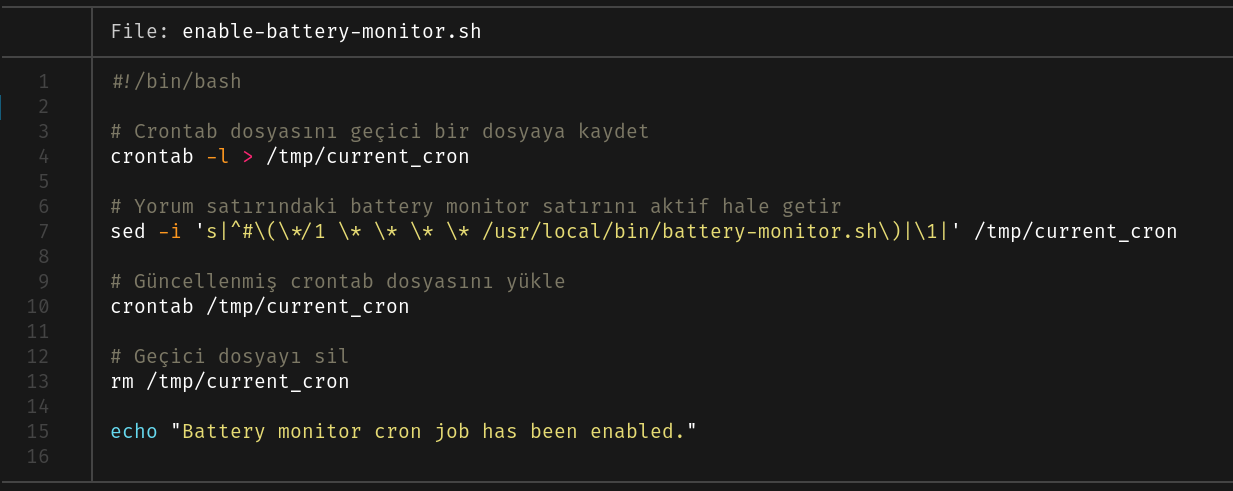 File: enable-battery-monitor.sh
1 #!/bin/bash
2
3 # Crontab dosyasını geçici bir dosyaya kaydet
4 crontab -l > /tmp/current_cron
5
6 # Yorum satırındaki battery monitor satırını aktif hale getir
7 sed -i 's|^#\(\*/1 \* \* \* \* /usr/local/bin/battery-monitor.sh\)|\1|' /tmp/current_cron
8
9 # Güncellenmiş crontab dosyasını yükle
10 crontab /tmp/current_cron
11
12 # Geçici dosyayı sil
13 rm /tmp/current_cron
14
15 echo "Battery monitor cron job has been enabled."
16